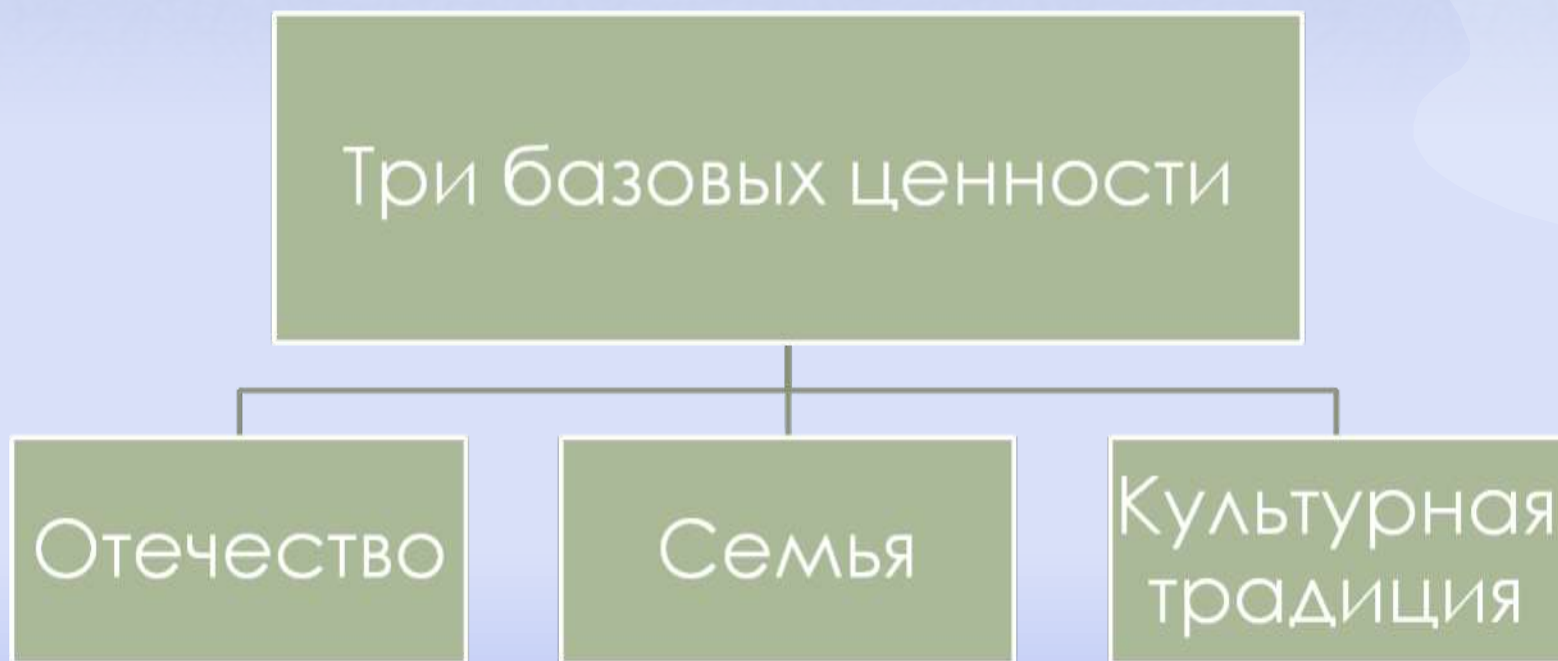 Три базовых ценности
Отечество
Семья
Культурная
традиция